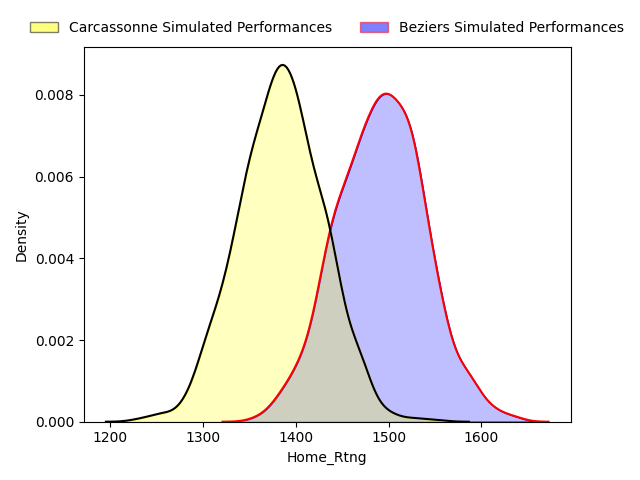 Carcassonne Simulated Performances Beziers Simulated Performances
0.008
0.006
0.004
0.002
0.000
Density
1200 1300 1400 1500 1600
Home_Rtng